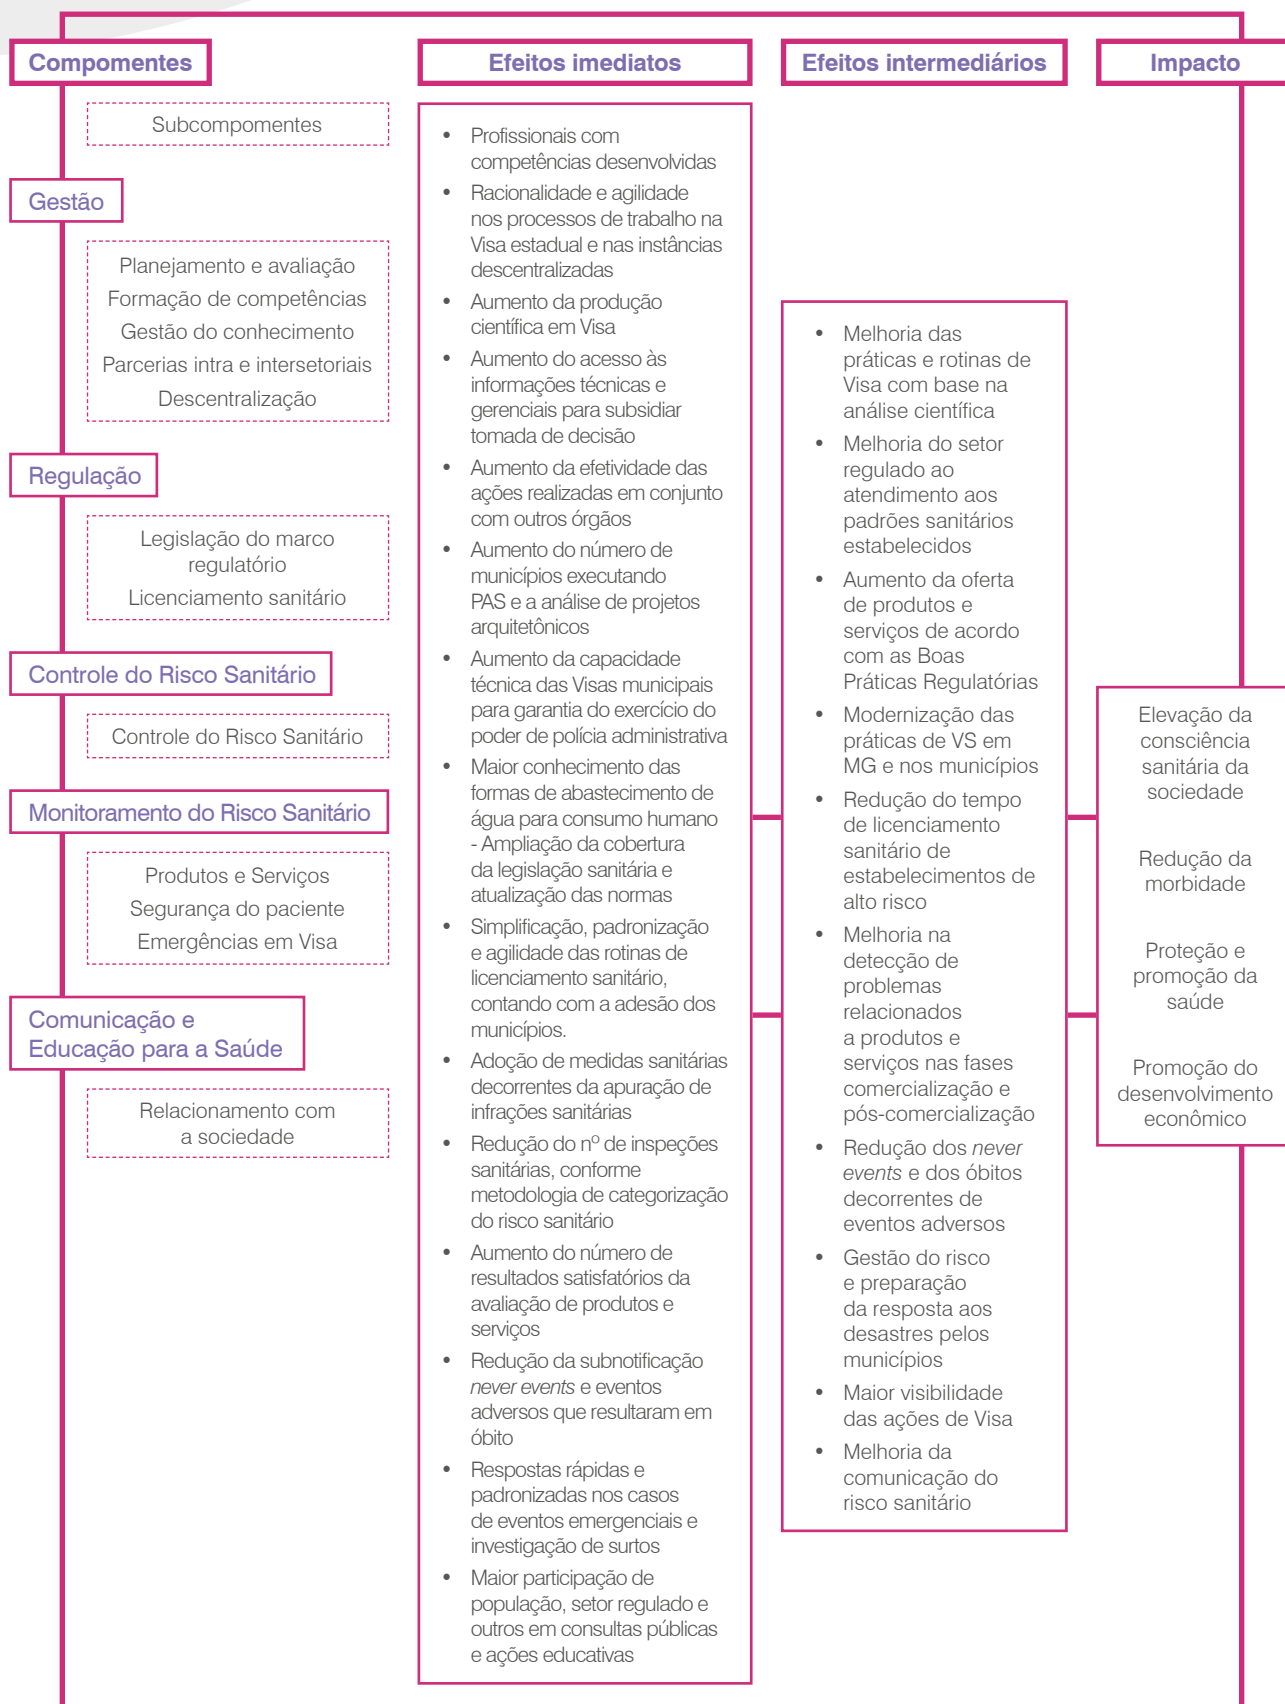 Compomentes
Subcompomentes
Gestão
Planejamento e avaliação
Formação de competências
Gestão do conhecimento
Parcerias intra e intersetoriais
Descentralização
Regulação
Legislação do marco
regulatório
Licenciamento sanitário
Controle do Risco Sanitário
Controle do Risco Sanitário
Monitoramento do Risco Sanitário
Produtos e Serviços
Segurança do paciente
Emergências em Visa
Comunicação e
Educação para a Saúde
Relacionamento com
a sociedade
Efeitos imediatos
• Profissionais com
competências desenvolvidas
• Racionalidade e agilidade
nos processos de trabalho na
Visa estadual e nas instâncias
descentralizadas
• Aumento da produção
científica em Visa
• Aumento do acesso às
informações técnicas e
gerenciais para subsidiar
tomada de decisão
• Aumento da efetividade das
ações realizadas em conjunto
com outros órgãos
• Aumento do número de
municípios executando
PAS e a análise de projetos
arquitetônicos
• Aumento da capacidade
técnica das Visas municipais
para garantia do exercício do
poder de polícia administrativa
• Maior conhecimento das
formas de abastecimento de
água para consumo humano
- Ampliação da cobertura
da legislação sanitária e
atualização das normas
• Simplificação, padronização
e agilidade das rotinas de
licenciamento sanitário,
contando com a adesão dos
municípios.
• Adoção de medidas sanitárias
decorrentes da apuração de
infrações sanitárias
• Redução do nº de inspeções
sanitárias, conforme
metodologia de categorização
do risco sanitário
• Aumento do número de
resultados satisfatórios da
avaliação de produtos e
serviços
• Redução da subnotificação
never events e eventos
adversos que resultaram em
óbito
• Respostas rápidas e
padronizadas nos casos
de eventos emergenciais e
investigação de surtos
• Maior participação de
população, setor regulado e
outros em consultas públicas
e ações educativas
Efeitos intermediários
• Melhoria das
práticas e rotinas de
Visa com base na
análise científica
• Melhoria do setor
regulado ao
atendimento aos
padrões sanitários
estabelecidos
• Aumento da oferta
de produtos e
serviços de acordo
com as Boas
Práticas Regulatórias
• Modernização das
práticas de VS em
MG e nos municípios
• Redução do tempo
de licenciamento
sanitário de
estabelecimentos de
alto risco
• Melhoria na
detecção de
problemas
relacionados
a produtos e
serviços nas fases
comercialização e
pós-comercialização
• Redução dos never
events e dos óbitos
decorrentes de
eventos adversos
• Gestão do risco
e preparação
da resposta aos
desastres pelos
municípios
• Maior visibilidade
das ações de Visa
• Melhoria da
comunicação do
risco sanitário
Impacto
Elevação da
consciência
sanitária da
sociedade
Redução da
morbidade
Proteção e
promoção da
saúde
Promoção do
desenvolvimento
econômico